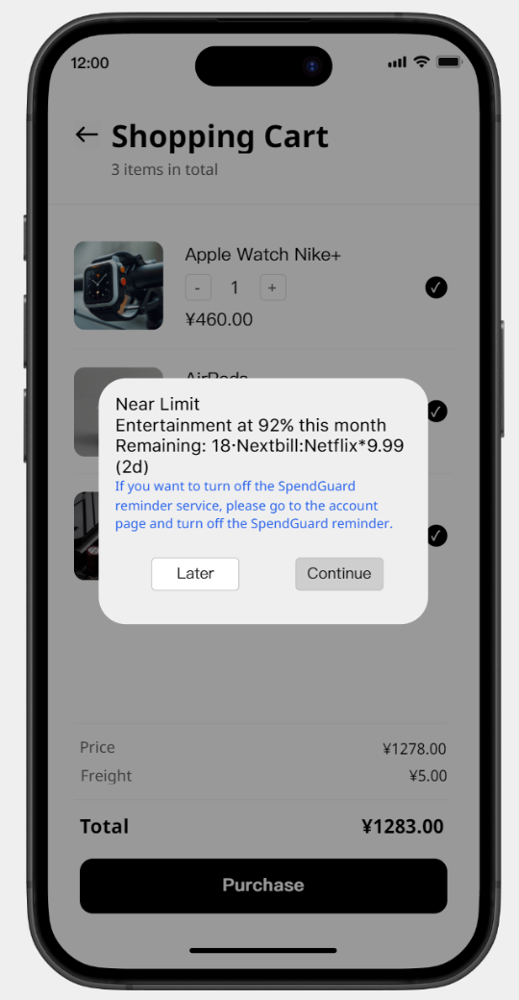 12:00
Shopping Cart
3 items in total
Apple Watch Nike+
- 1 +
¥460.00
AirPods
Near Limit
Entertainment at 92% this month
Remaining: 18·Nextbill:Netflix*9.99
(2d)
If you want to turn off the SpendGuard
reminder service, please go to the account
page and turn off the SpendGuard reminder.
Later
Continue
Price ¥1278.00
Freight ¥5.00
Total ¥1283.00
Purchase